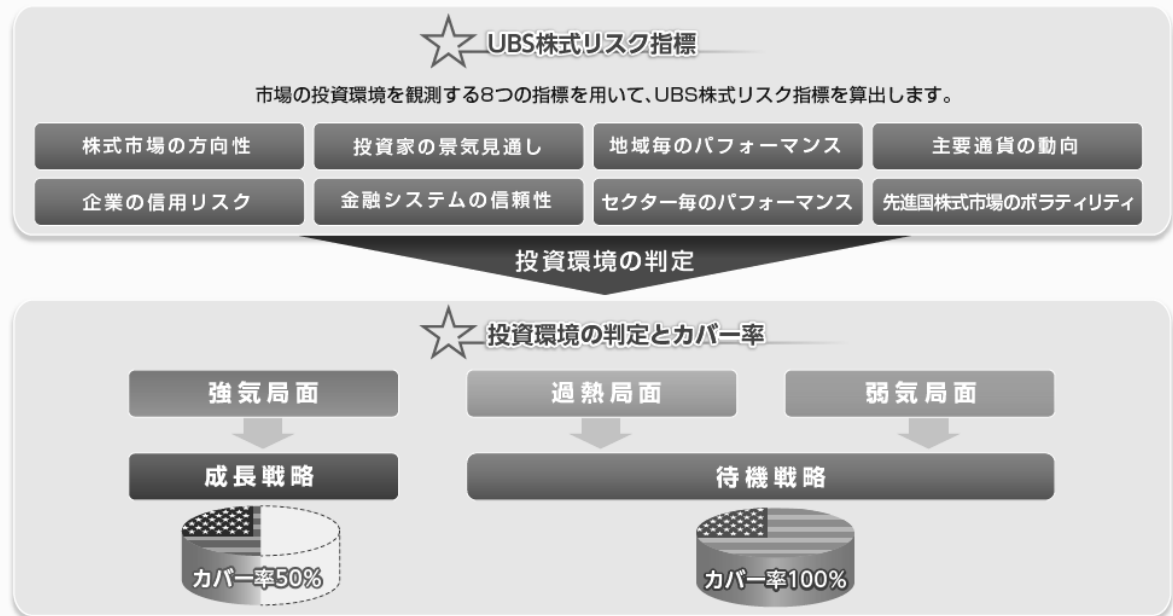 UBS株式リスク指標
市場の投資環境を観測する8つの指標を用いて、UBS株式リスク指標を算出します。
株式市場の方向性
投資家の景気見通し
地域毎のパフォーマンス
主要通貨の動向
企業の信用リスク
金融システムの信頼性
セクター毎のパフォーマンス
先進国株式市場のボラティリティ
投資環境の判定
投資環境の判定とカバー率
強気局面
過熱局面
弱気局面
成長戦略
待機戦略
カバー率50%
カバー率100%